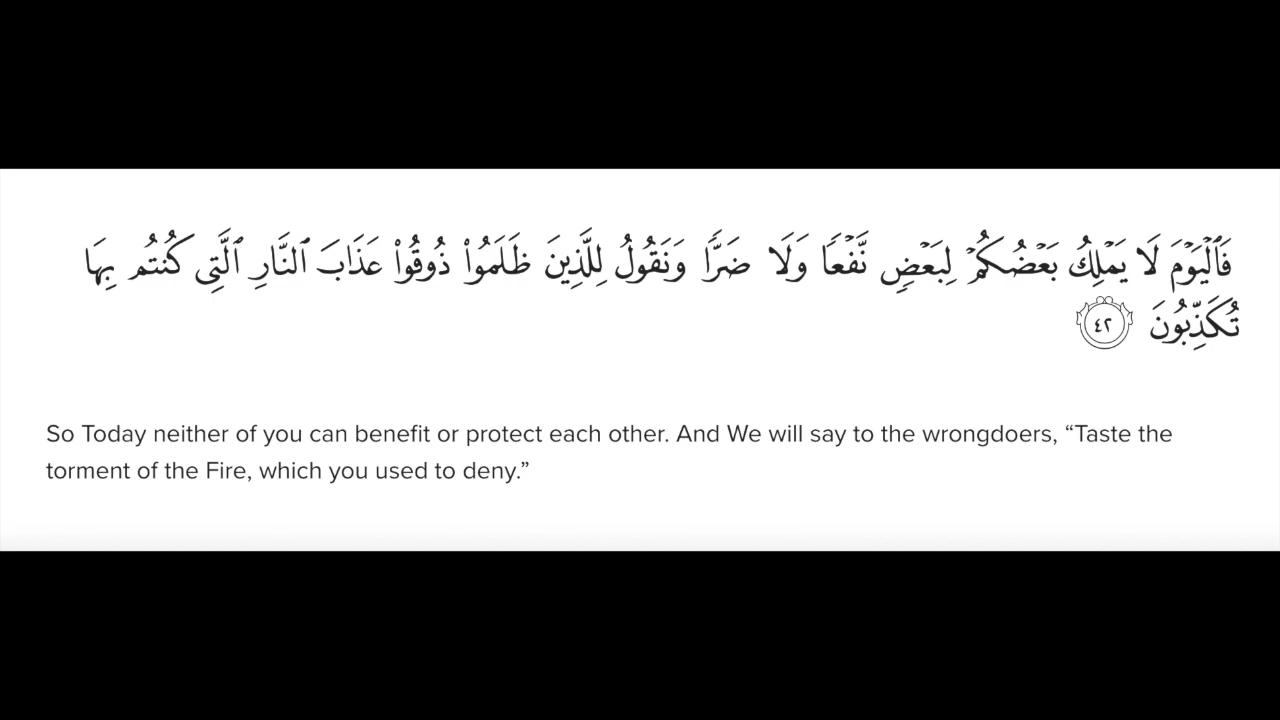 فَٱلْيَوْمَ لَا يَمْلِكُ بَعْضُكُمْ لِبَعْضٍ نَّفْعًا وَلَا ضَرًّا وَنَقُولُ لِلَّذِينَ ظَلَمُوا۟ ذُوقُوا۟ عَذَابَ ٱلنَّارِ ٱلَّتِى كُنتُم بِهَا
تُكَذِّبُونَ ٤٢
So Today neither of you can benefit or protect each other. And We will say to the wrongdoers, “Taste the
torment of the Fire, which you used to deny.”